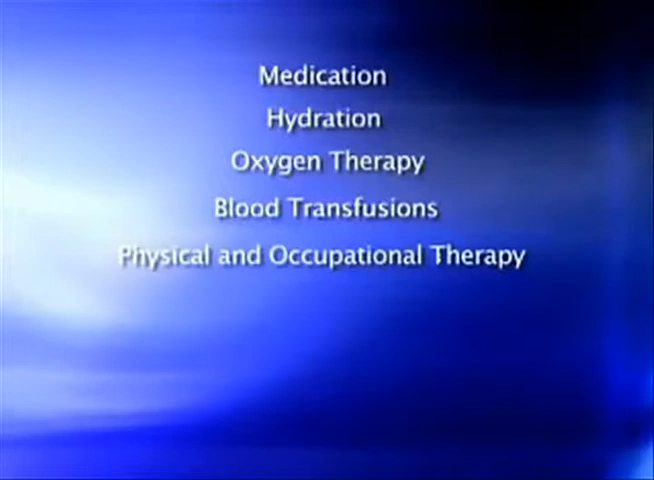 Medication
Hydration
Oxygen Therapy
Blood Transfusions
Physical and Occupational Therapy